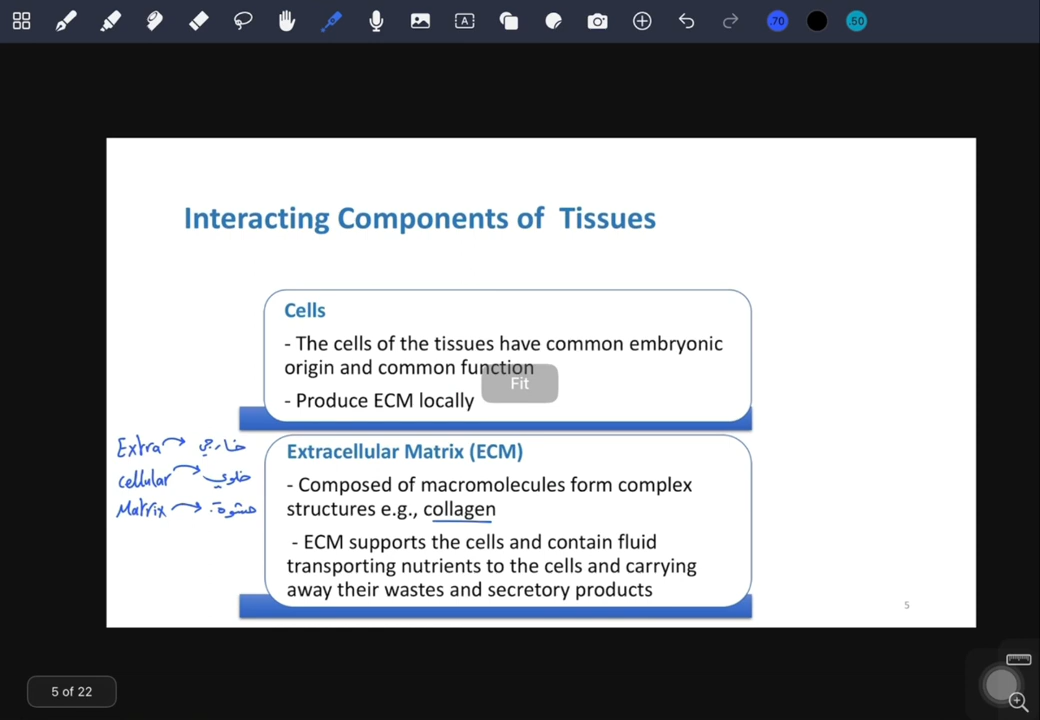 .70
.50
Interacting Components of Tissues
Cells
- The cells of the tissues have common embryonic
origin and common function
Fit
- Produce ECM locally
Extra → خارجي
cellular → خلوي
Matrix → حشوة
Extracellular Matrix (ECM)
- Composed of macromolecules form complex
structures e.g., collagen
- ECM supports the cells and contain fluid
transporting nutrients to the cells and carrying
away their wastes and secretory products
5
5 of 22